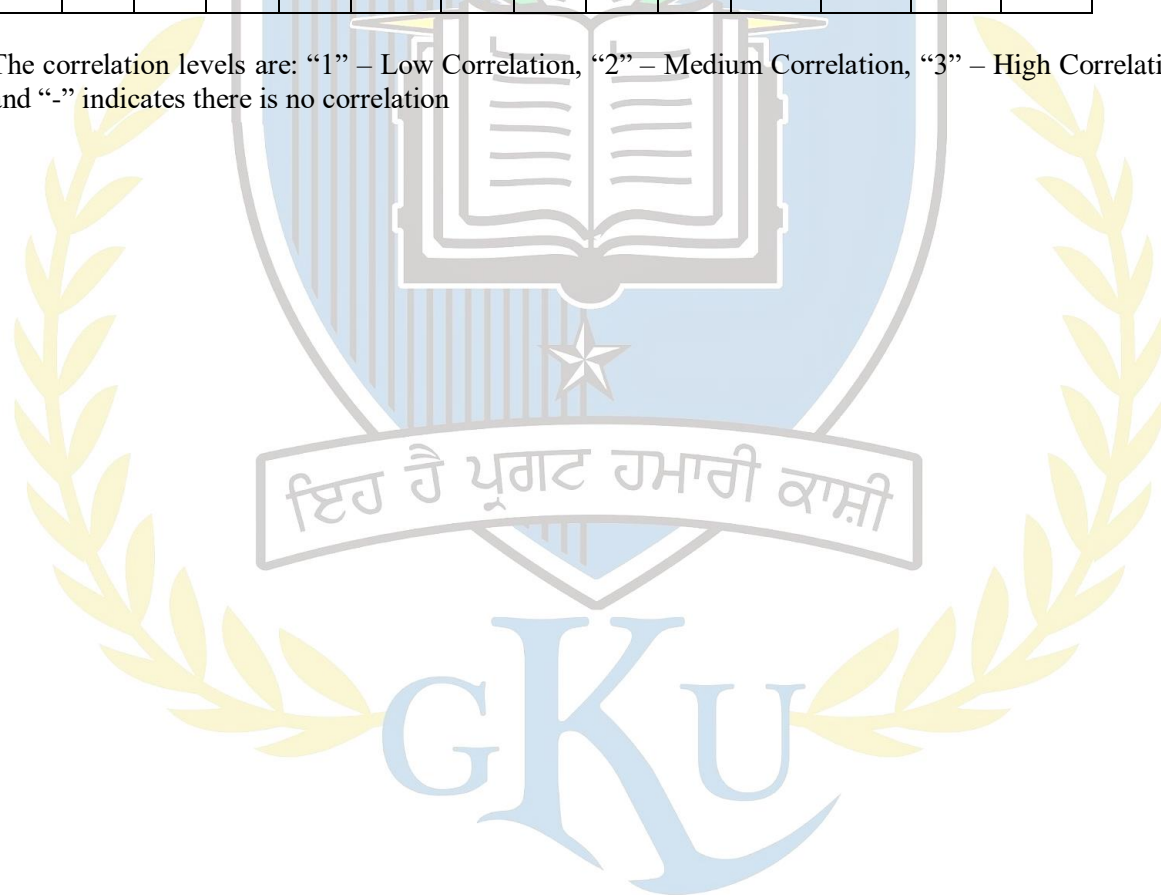 The correlation levels are: “1” – Low Correlation, “2” – Medium Correlation, “3” – High
and “-” indicates there is no correlation
ਇਹ ਹੈ ਪ੍ਰਗਟ ਹਮਾਰੀ ਕਾਸ਼ੀ
GKU